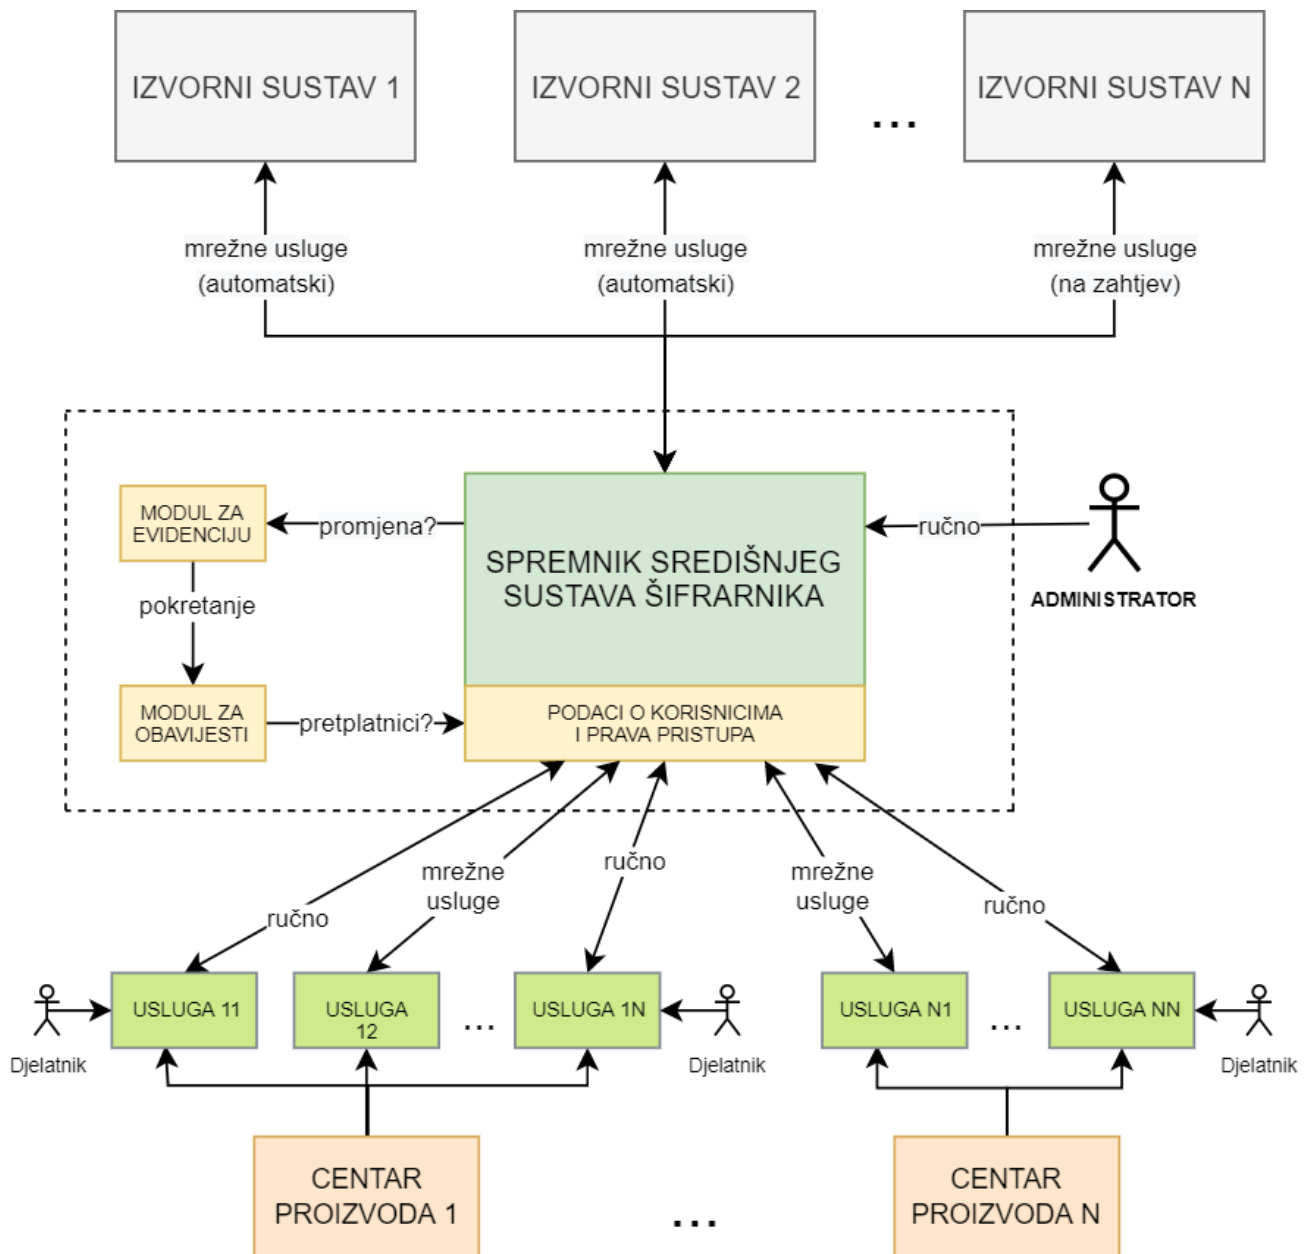 IZVORNI SUSTAV 1
IZVORNI SUSTAV 2
...
IZVORNI SUSTAV N
mrežne usluge
(automatski)
mrežne usluge
(automatski)
mrežne usluge
(na zahtjev)
MODUL ZA
EVIDENCIJU
promjena?
SPREMNIK SREDIŠNJEG
SUSTAVA ŠIFRARNIKA
ručno
ADMINISTRATOR
pokretanje
MODUL ZA
OBAVIJESTI
pretplatnici?
PODACI O KORISNICIMA
I PRAVA PRISTUPA
ručno
mrežne
usluge
ručno
mrežne
usluge
ručno
Djelatnik
USLUGA 11
USLUGA
12
...
USLUGA 1N
Djelatnik
USLUGA N1
...
USLUGA NN
Djelatnik
CENTAR
PROIZVODA 1
...
CENTAR
PROIZVODA N